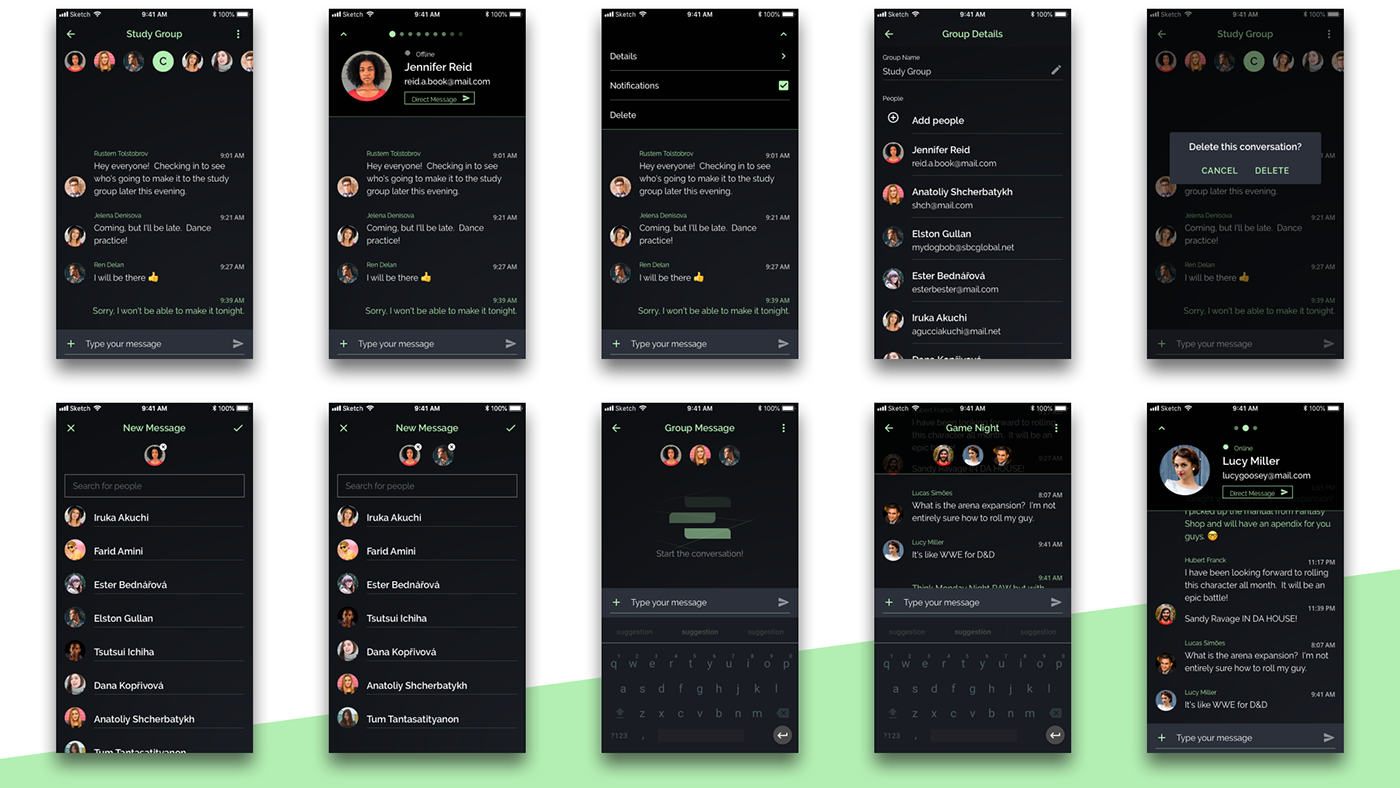 Sketch 9:41 AM 100%
Study Group
C
Rustem Tolstobrov 9:01 AM
Hey everyone! Checking in to see
who's going to make it to the study
group later this evening.
Jelena Denisova 9:21 AM
Coming, but I'll be late. Dance
practice!
Ren Delan 9:27 AM
I will be there 👍
9:39 AM
Sorry, I won't be able to make it tonight.
+ Type your message
Sketch 9:41 AM 100%
Offline
Jennifer Reid
reid.a.book@mail.com
Direct Message
Rustem Tolstobrov 9:01 AM
Hey everyone! Checking in to see
who's going to make it to the study
group later this evening.
Jelena Denisova 9:21 AM
Coming, but I'll be late. Dance
practice!
Ren Delan 9:27 AM
I will be there 👍
9:39 AM
Sorry, I won't be able to make it tonight.
+ Type your message
Sketch 9:41 AM 100%
Details
Notifications
Delete
Rustem Tolstobrov 9:01 AM
Hey everyone! Checking in to see
who's going to make it to the study
group later this evening.
Jelena Denisova 9:21 AM
Coming, but I'll be late. Dance
practice!
Ren Delan 9:27 AM
I will be there 👍
9:39 AM
Sorry, I won't be able to make it tonight.
+ Type your message
Sketch 9:41 AM 100%
Group Details
Group Name
Study Group
People
Add people
Jennifer Reid
reid.a.book@mail.com
Anatoliy Shcherbatykh
shch@mail.com
Elston Gullan
mydogbob@sbcglobal.net
Ester Bednářová
esterbester@mail.com
Iruka Akuchi
agucciakuchi@mail.net
Dana Kopřivová
Sketch 9:41 AM 100%
Study Group
C
Delete this conversation?
CANCEL DELETE
group later this evening.
Jelena Denisova 9:21 AM
Coming, but I'll be late. Dance
practice!
Ren Delan 9:27 AM
I will be there 👍
9:39 AM
Sorry, I won't be able to make it tonight.
+ Type your message
Sketch 9:41 AM 100%
New Message
Search for people
Iruka Akuchi
Farid Amini
Ester Bednářová
Elston Gullan
Tsutsui Ichiha
Dana Kopřivová
Anatoliy Shcherbatykh
Tum Tantasatityanon
Sketch 9:41 AM 100%
New Message
Search for people
Iruka Akuchi
Farid Amini
Ester Bednářová
Tsutsui Ichiha
Dana Kopřivová
Anatoliy Shcherbatykh
Tum Tantasatityanon
Sketch 9:41 AM 100%
Group Message
Start the conversation!
+ Type your message
suggestion suggestion suggestion
q w e r t y u i o p
a s d f g h j k l
z x c v b n m
?123 ,
Sketch 9:41 AM 100%
Hubert Franck
Game Night
I have been looking forward to rolling
this character all month. It will be an
epic battle!
9:27 AM
Sandy Ravage IN DA HOUSE!
Lucas Simões 8:07 AM
What is the arena expansion? I'm not
entirely sure how to roll my guy.
Lucy Miller 9:41 AM
It's like WWE for D&D
9:41 AM
Think Monday Night RAW but with
+ Type your message
suggestion suggestion suggestion
q w e r t y u i o p
a s d f g h j k l
z x c v b n m
?123 ,
Sketch 9:41 AM 100%
Online
Lucy Miller
lucygoosey@mail.com
Direct Message
I picked up the manual from Fantasy
Shop and will have an apendix for you
guys. 🤓
Hubert Franck 11:17 PM
I have been looking forward to rolling
this character all month. It will be an
epic battle!
11:39 PM
Sandy Ravage IN DA HOUSE!
Lucas Simões 8:07 AM
What is the arena expansion? I'm not
entirely sure how to roll my guy.
Lucy Miller 9:41 AM
It's like WWE for D&D
+ Type your message